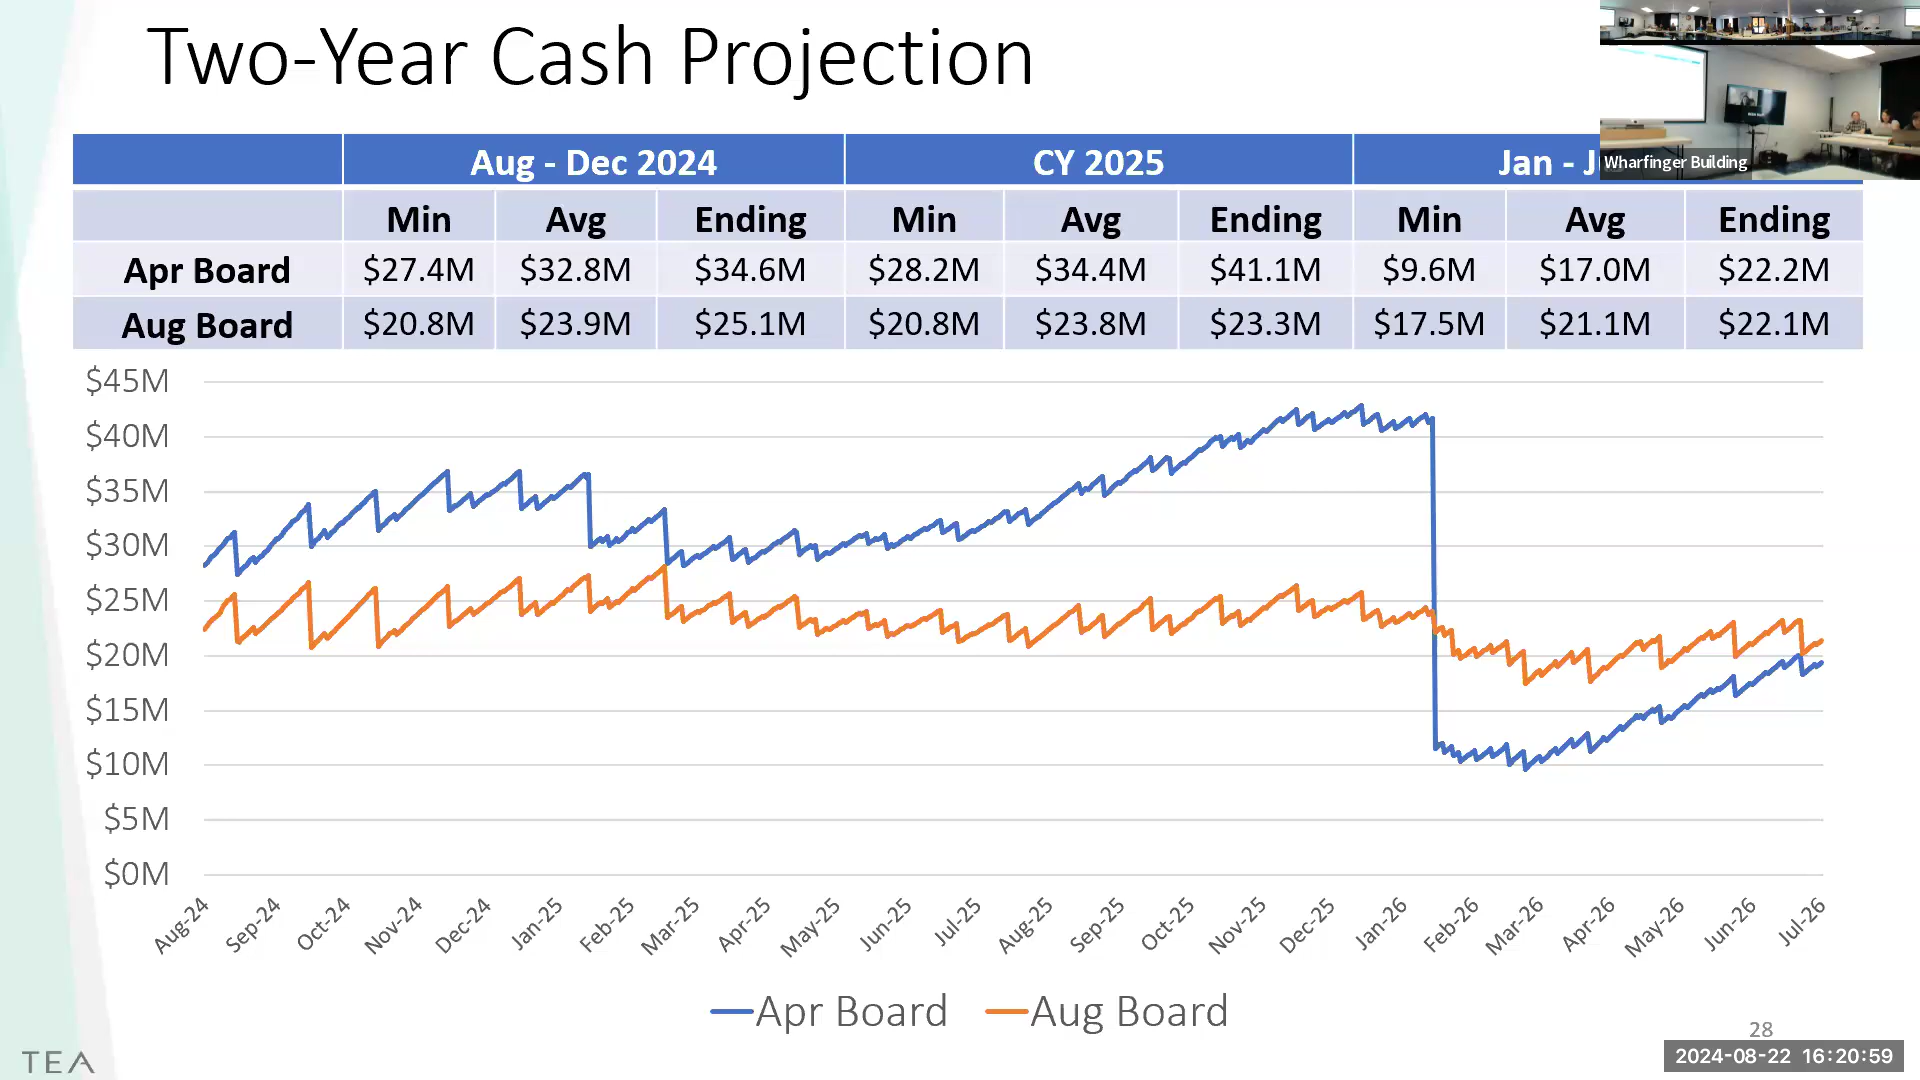 Two-Year Cash Projection
Aug - Dec 2024 CY 2025 Jan - J
Wharfinger Building
Min Avg Ending Min Avg Ending Min Avg Ending
Apr Board $27.4M $32.8M $34.6M $28.2M $34.4M $41.1M $9.6M $17.0M $22.2M
Aug Board $20.8M $23.9M $25.1M $20.8M $23.8M $23.3M $17.5M $21.1M $22.1M
$45M
$40M
$35M
$30M
$25M
$20M
$15M
$10M
$5M
$0M
Aug-24 Sep-24 Oct-24 Nov-24 Dec-24 Jan-25 Feb-25 Mar-25 Apr-25 May-25 Jun-25 Jul-25 Aug-25 Sep-25 Oct-25 Nov-25 Dec-25 Jan-26 Feb-26 Mar-26 Apr-26 May-26 Jun-26 Jul-26
Apr Board Aug Board
28
TEA
2024-08-22 16:20:59